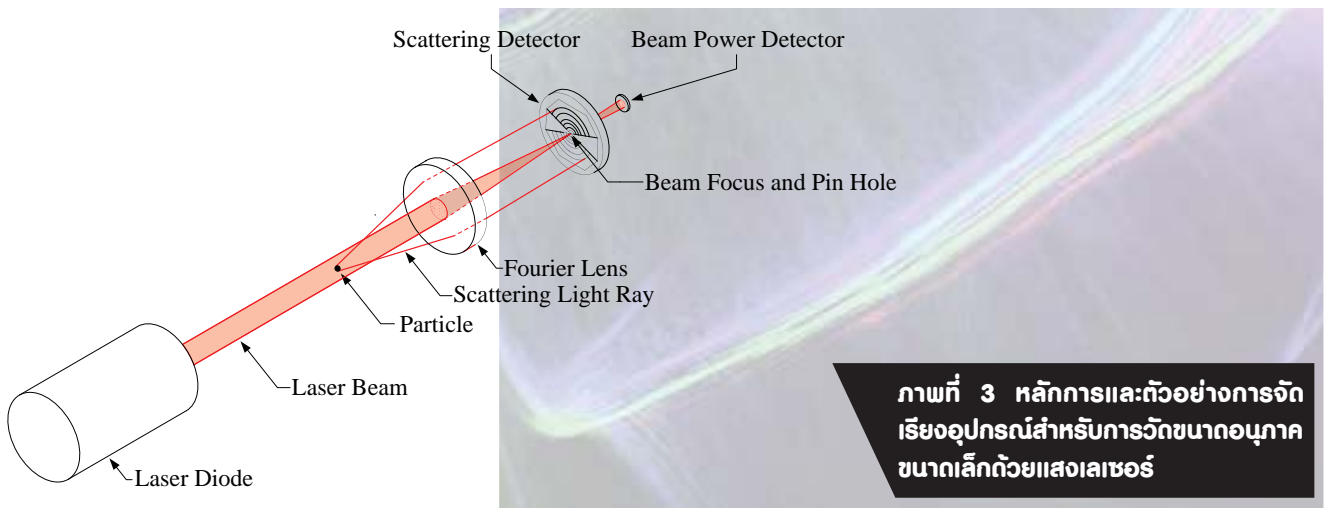 Scattering Detector
Beam Power Detector
Beam Focus and Pin Hole
Fourier Lens
Scattering Light Ray
Particle
Laser Beam
Laser Diode
ภาพที่ 3 หลักการและตัวอย่างการจัด
เรียงอุปกรณ์สำหรับการวัดขนาดอนุภาค
ขนาดเล็กด้วยแสงเลเซอร์